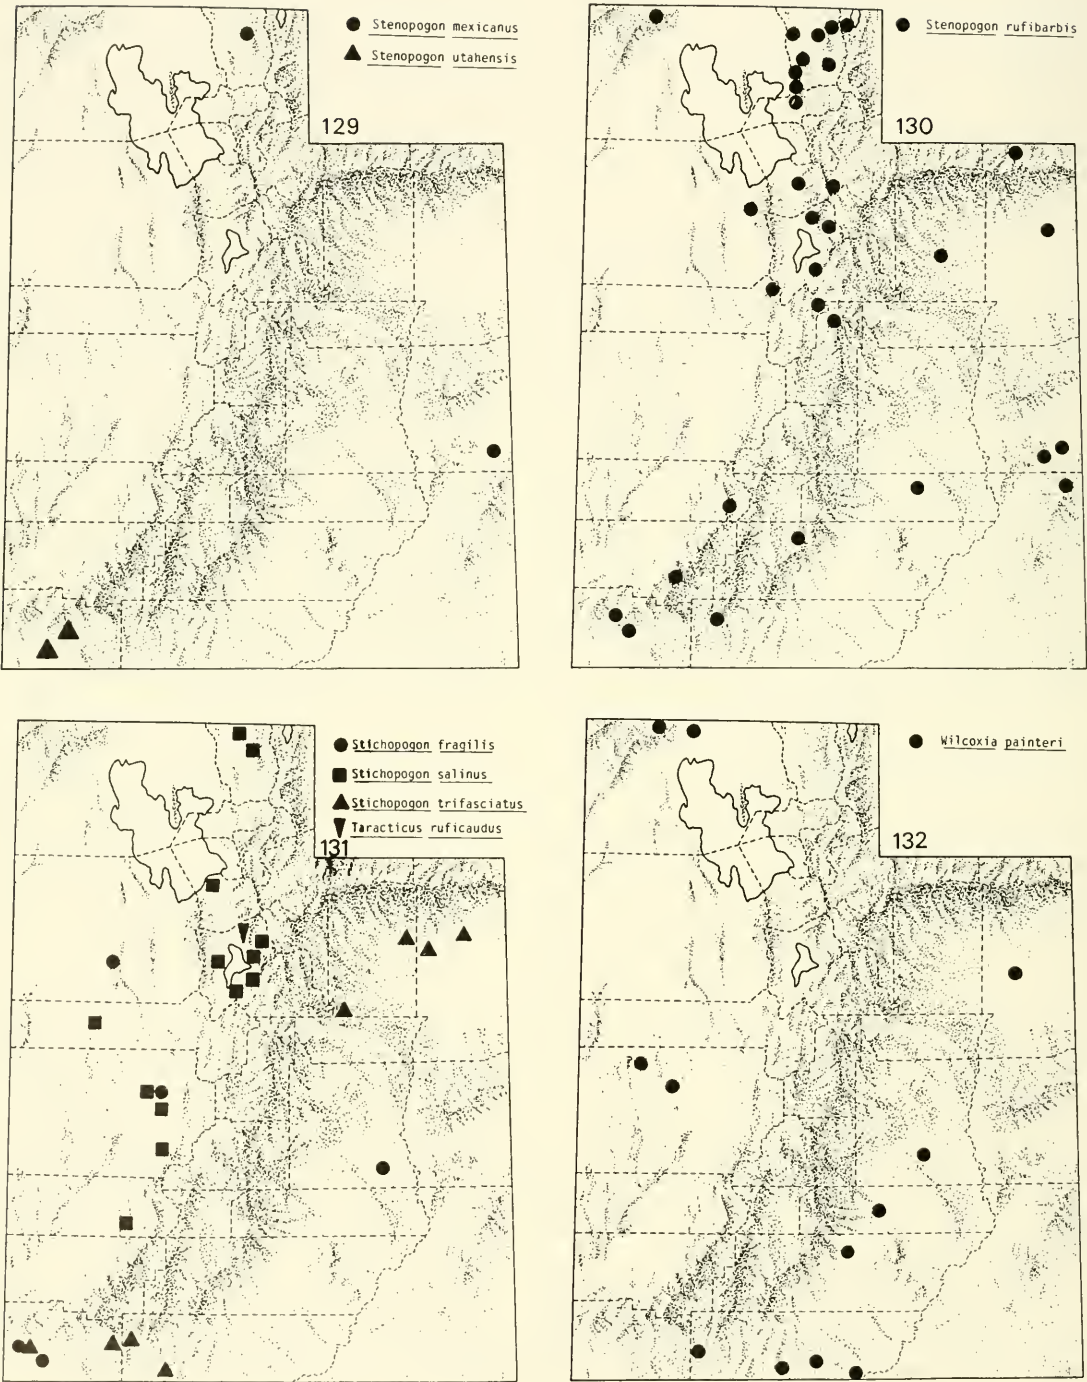 Stenopogon mexicanus
Stenopogon utahensis
129
Stenopogon rufibarbis
130
Stichopogon fragilis
Stichopogon salinus
Stichopogon trifasciatus
Taracticus ruficaudus
131
Wilcoxia painteri
132
?